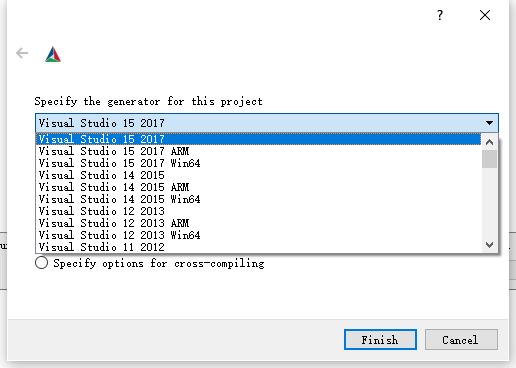 ?
Specify the generator for this project
Visual Studio 15 2017
Visual Studio 15 2017
Visual Studio 15 2017 ARM
Visual Studio 15 2017 Win64
Visual Studio 14 2015
Visual Studio 14 2015 ARM
Visual Studio 14 2015 Win64
Visual Studio 12 2013
Visual Studio 12 2013 ARM
Visual Studio 12 2013 Win64
Visual Studio 11 2012
Specify options for cross-compiling
Finish
Cancel